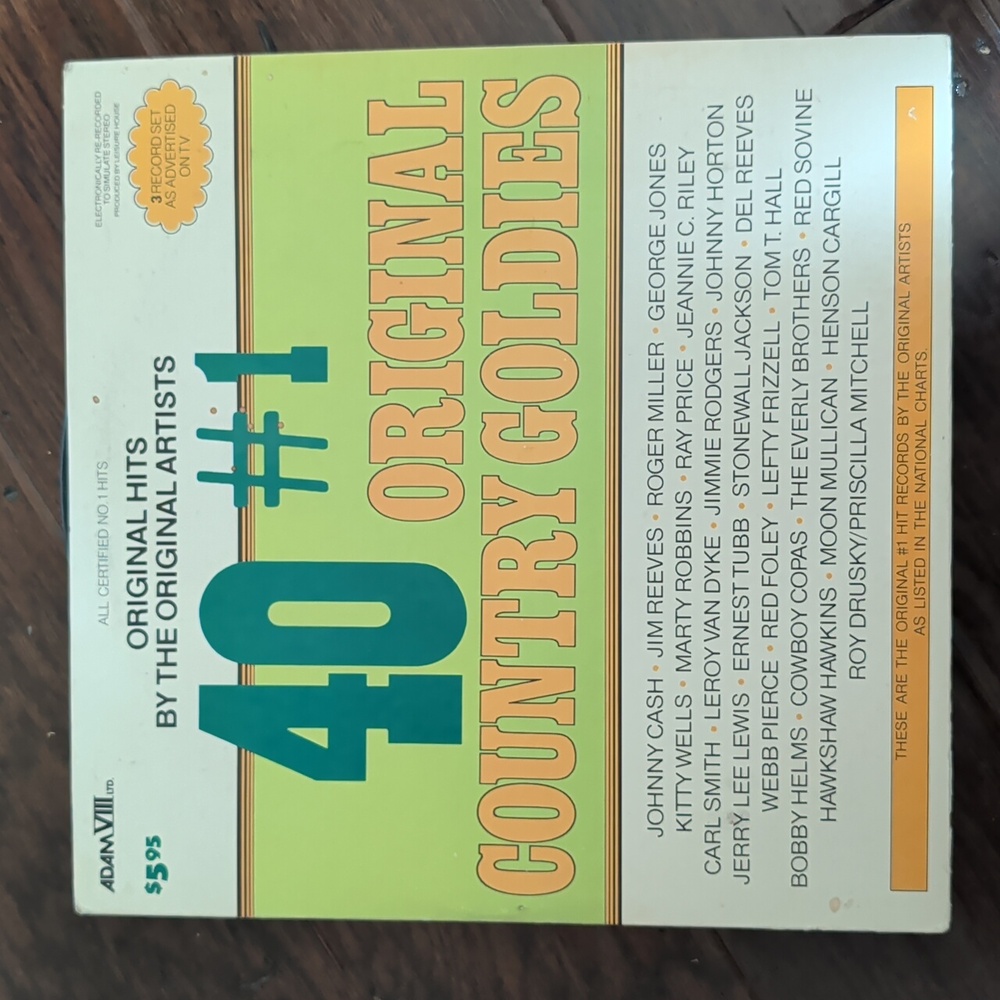 ADAM VIII LTD.
$5.95
ALL CERTIFIED NO. 1 HITS
ORIGINAL HITS
BY THE ORIGINAL ARTISTS
ELECTRONICALLY RE-RECORDED
TO SIMULATE STEREO
PRODUCED BY LEISURE HOUSE
3 RECORD SET
AS ADVERTISED
ON TV
40 #1
ORIGINAL
COUNTRY GOLDIES
JOHNNY CASH • JIM REEVES • ROGER MILLER • GEORGE JONES
KITTY WELLS • MARTY ROBBINS • RAY PRICE • JEANNIE C. RILEY
CARL SMITH • LEROY VAN DYKE • JIMMIE RODGERS • JOHNNY HORTON
JERRY LEE LEWIS • ERNEST TUBB • STONEWALL JACKSON • DEL REEVES
WEBB PIERCE • RED FOLEY • LEFTY FRIZZELL • TOM T. HALL
BOBBY HELMS • COWBOY COPAS • THE EVERLY BROTHERS • RED SOVINE
HAWKSHAW HAWKINS • MOON MULLICAN • HENSON CARGILL
ROY DRUSKY/PRISCILLA MITCHELL
THESE ARE THE ORIGINAL #1 HIT RECORDS BY THE ORIGINAL ARTISTS
AS LISTED IN THE NATIONAL CHARTS.